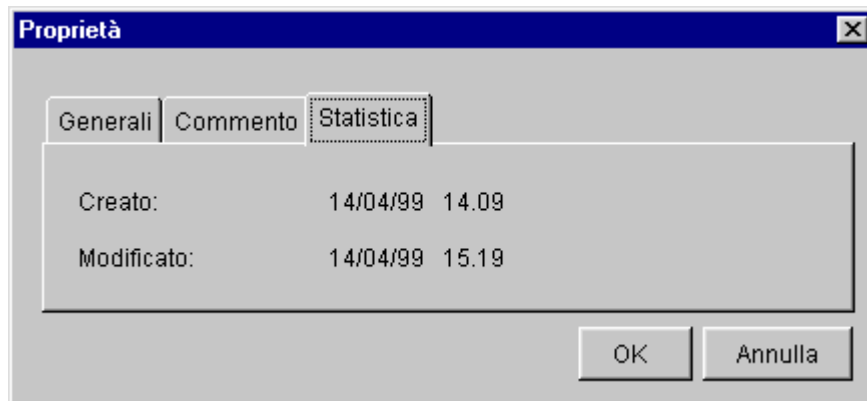 Proprietà
Generali Commento Statistica
Creato: 14/04/99 14.09
Modificato: 14/04/99 15.19
OK Annulla